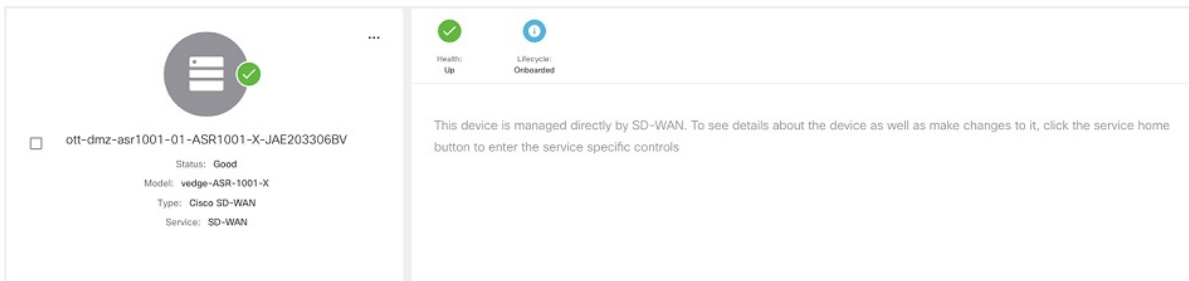 ...
ott-dmz-asr1001-01-ASR1001-X-JAE203306BV
Status: Good
Model: vedge-ASR-1001-X
Type: Cisco SD-WAN
Service: SD-WAN
Health:
Up
Lifecycle:
Onboarded
This device is managed directly by SD-WAN. To see details about the device as well as make changes to it, click the service home
button to enter the service specific controls